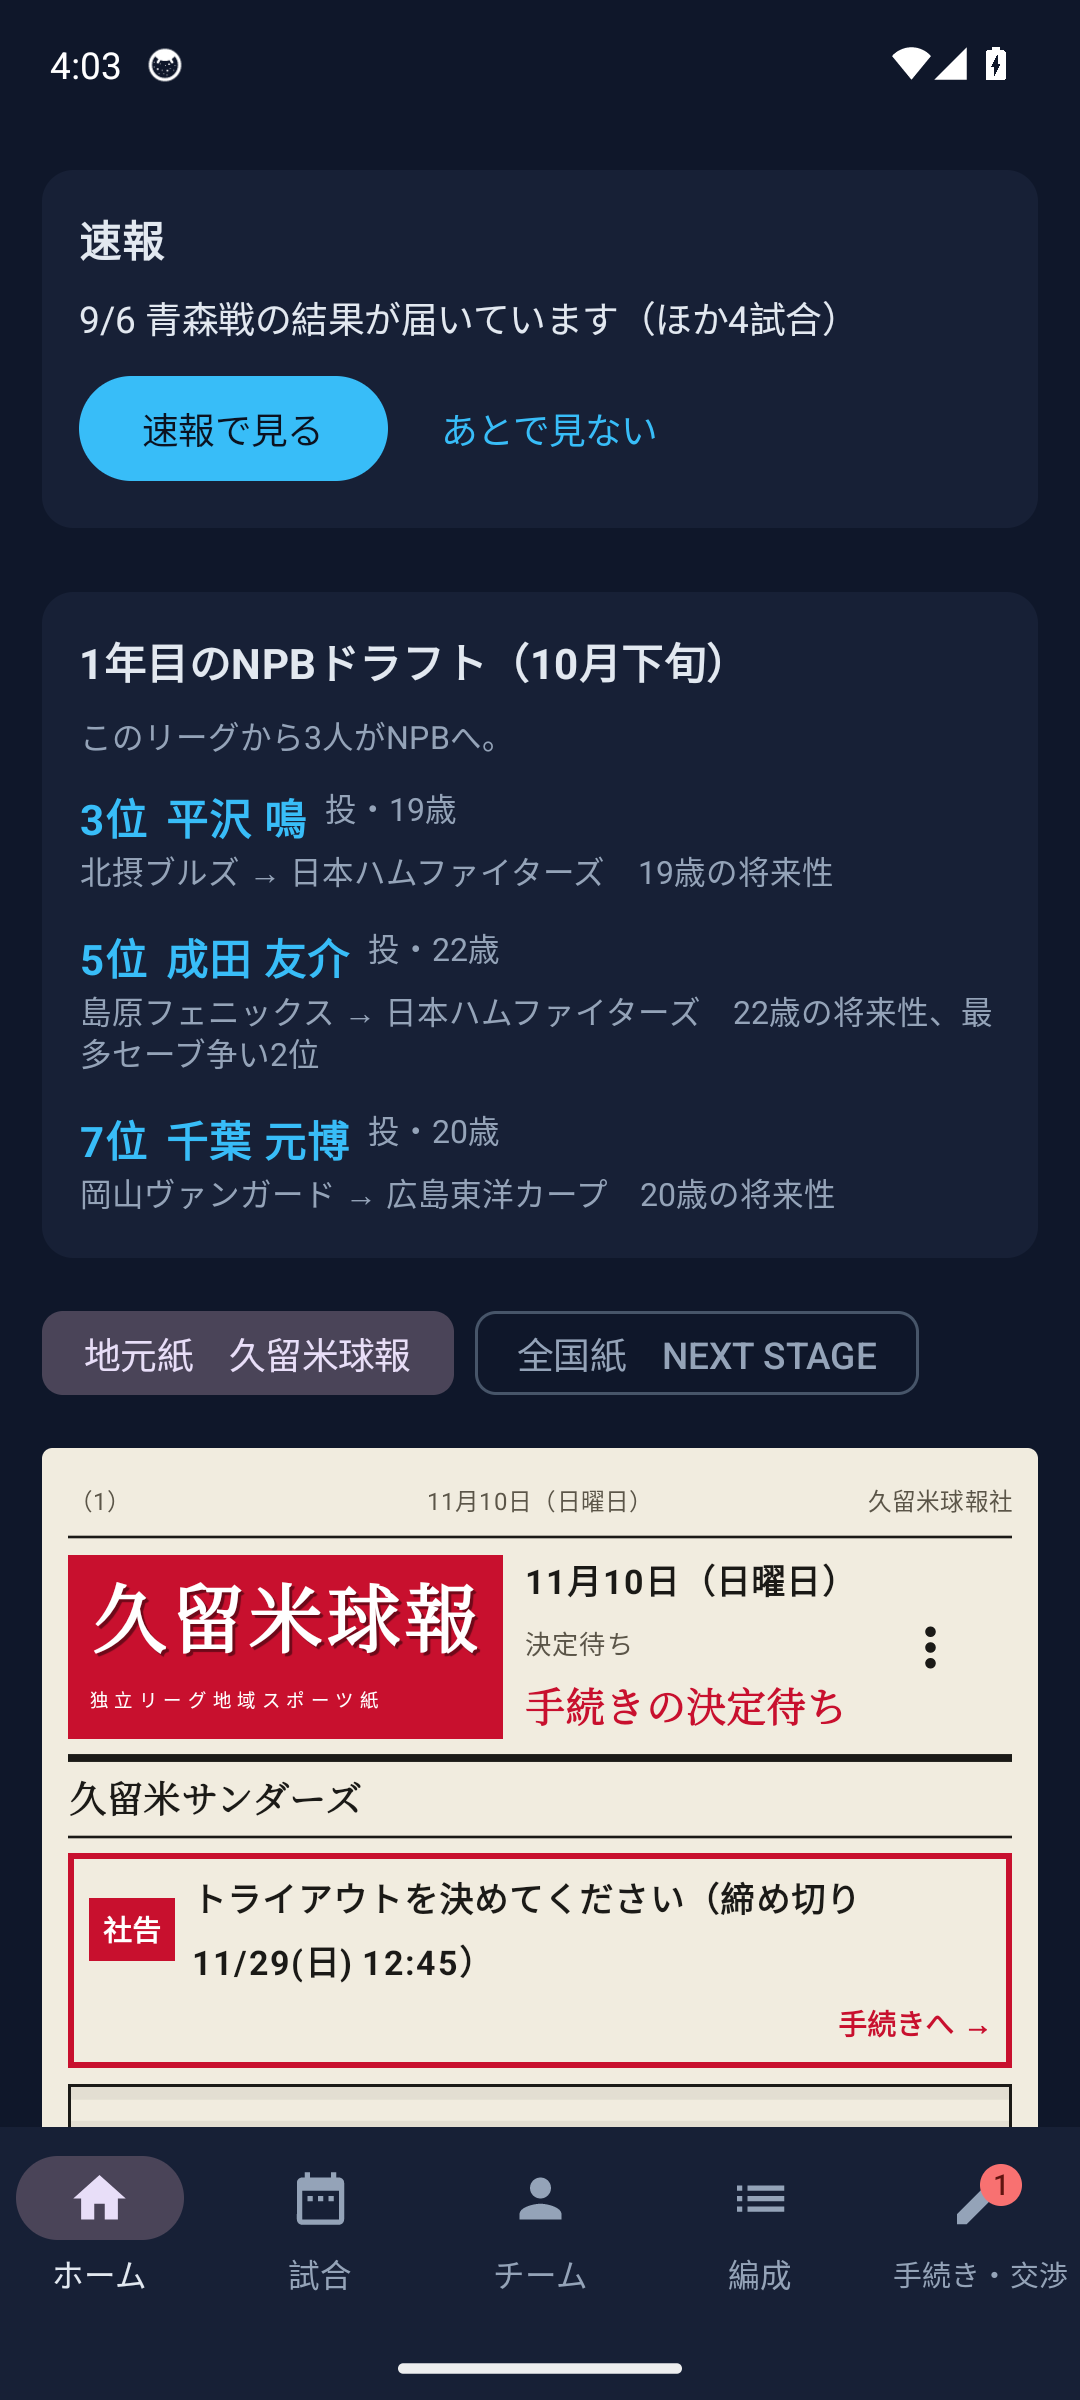 4:03
速報
9/6 青森戦の結果が届いています（ほか4試合）
速報で見る
あとで見ない
1年目のNPBドラフト（10月下旬）
このリーグから3人がNPBへ。
3位 平沢 鳴 投・19歳
北摂ブルズ → 日本ハムファイターズ　19歳の将来性
5位 成田 友介 投・22歳
島原フェニックス → 日本ハムファイターズ　22歳の将来性、最
多セーブ争い2位
7位 千葉 元博 投・20歳
岡山ヴァンガード → 広島東洋カープ　20歳の将来性
地元紙　久留米球報
全国紙　NEXT STAGE
（1）
11月10日（日曜日）
久留米球報社
久留米球報
独立リーグ地域スポーツ紙
11月10日（日曜日）
決定待ち
手続きの決定待ち
久留米サンダーズ
社告
トライアウトを決めてください（締め切り
11/29(日) 12:45）
手続きへ →
ホーム
試合
チーム
編成
1
手続き・交渉